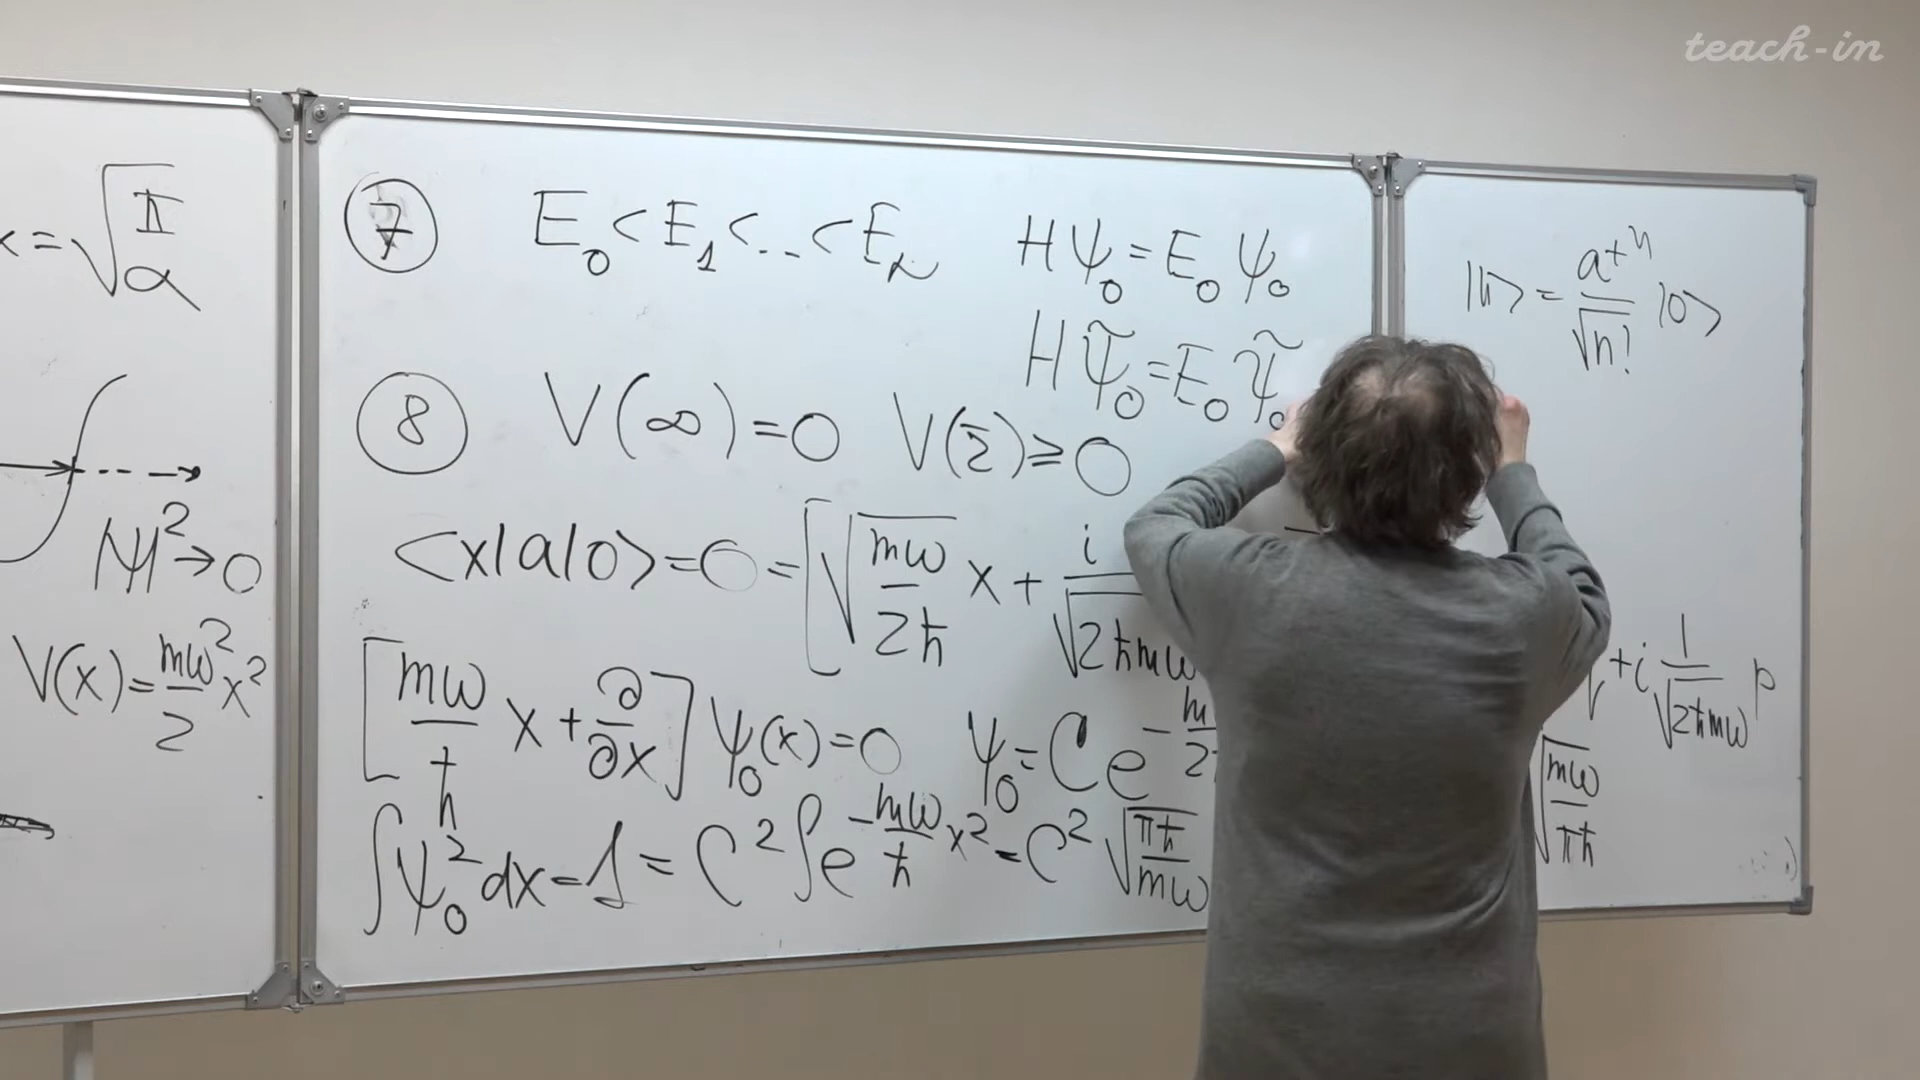 teach-in
x = √(π/α)
|ψ|² → 0
V(x) = mω²/2 x²
⑦ E₀ < E₁ < .. < Eₙ
Hψ₀ = E₀ψ₀
Hψ̃₀ = E₀ψ̃₀
⑧ V(∞) = 0 V(z̄) ⩾ 0
<x|a|0> = 0 = [√(mω/2ħ) x + i/√(2ħmω)
[mω/ħ x + ∂/∂x] ψ₀(x) = 0 ψ₀ = C e^-
∫ψ₀² dx = 1 = C² ∫e^(-mω/ħ x²) = C² √(πħ/mω)
|n> = a⁺ⁿ/√n! |0>
+ i 1/√(2ħmω) p
√(mω/πħ)